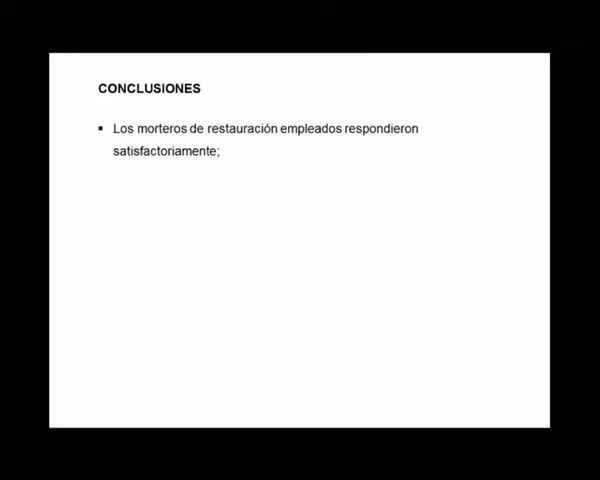 CONCLUSIONES
▪ Los morteros de restauración empleados respondieron
satisfactoriamente;